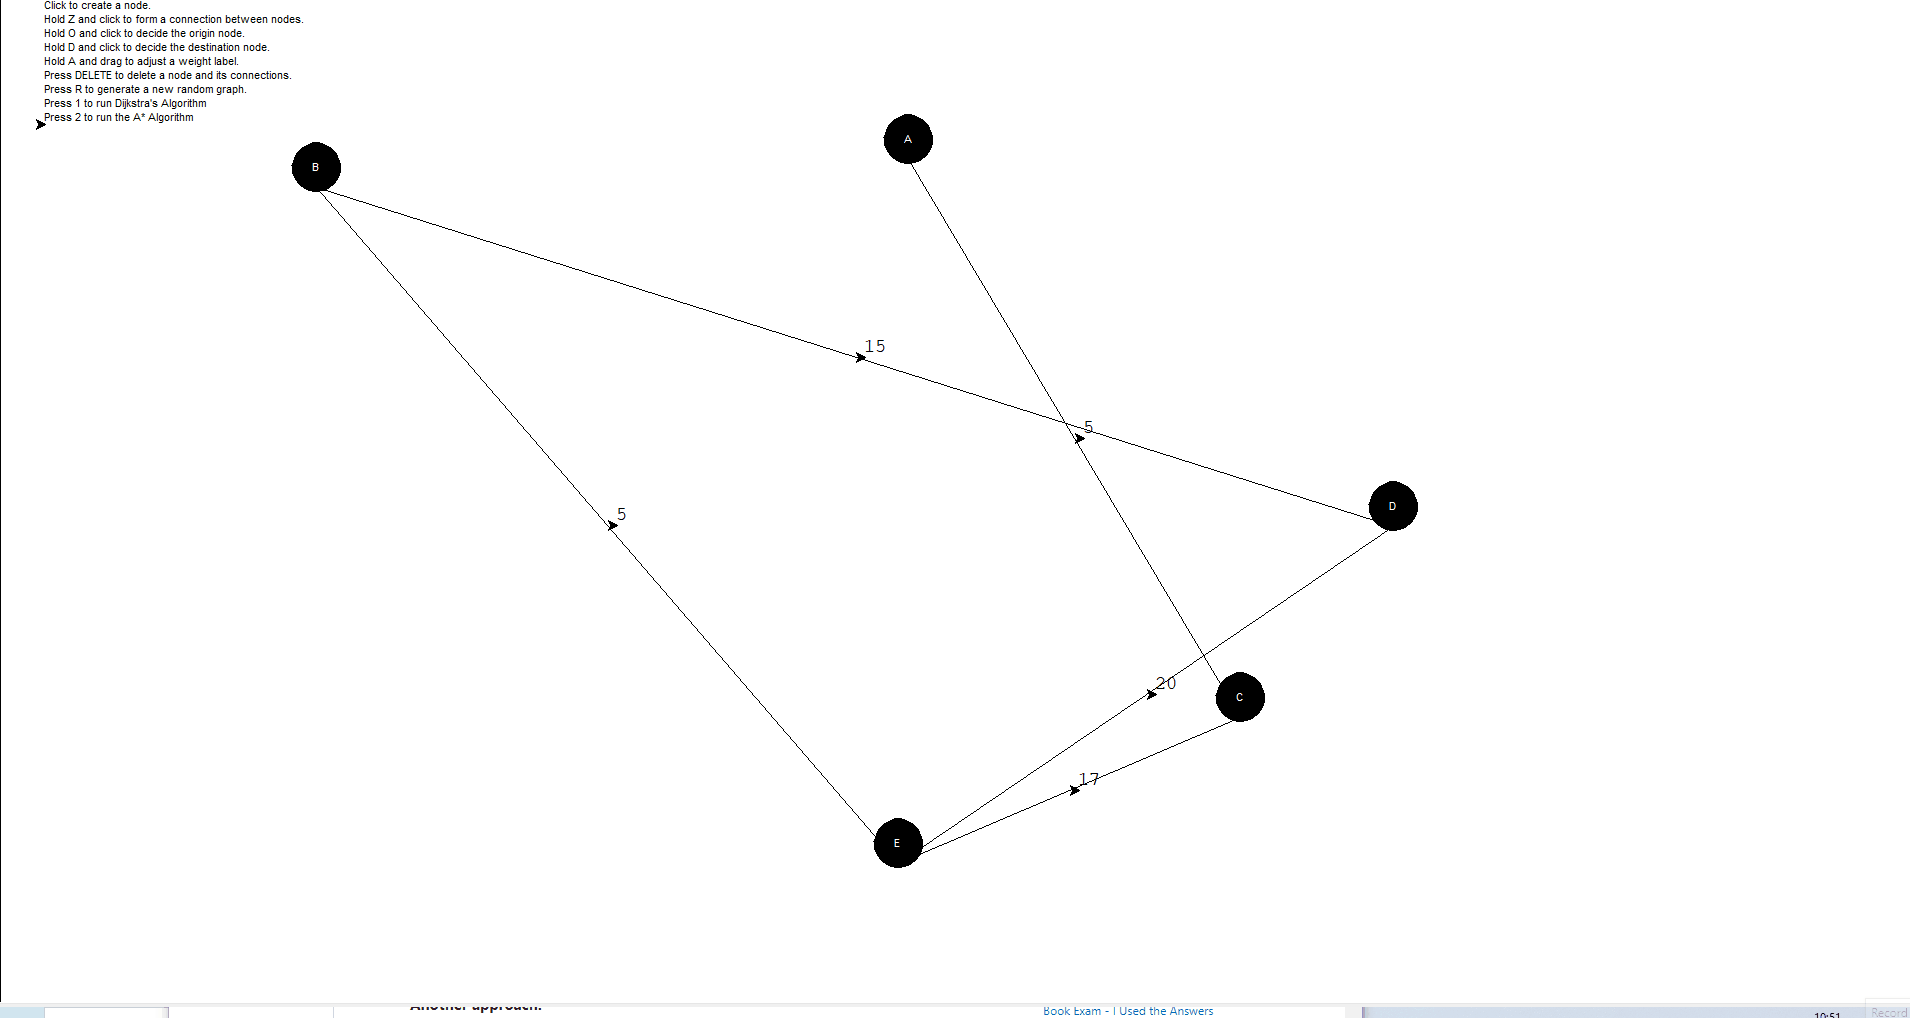 Click to create a node.
Hold Z and click to form a connection between nodes.
Hold O and click to decide the origin node.
Hold D and click to decide the destination node.
Hold A and drag to adjust a weight label.
Press DELETE to delete a node and its connections.
Press R to generate a new random graph.
Press 1 to run Dijkstra's Algorithm
Press 2 to run the A* Algorithm
A
B
15
5
D
5
20
C
17
E
Another approach:
Book Exam - I Used the Answers
10:51
Record